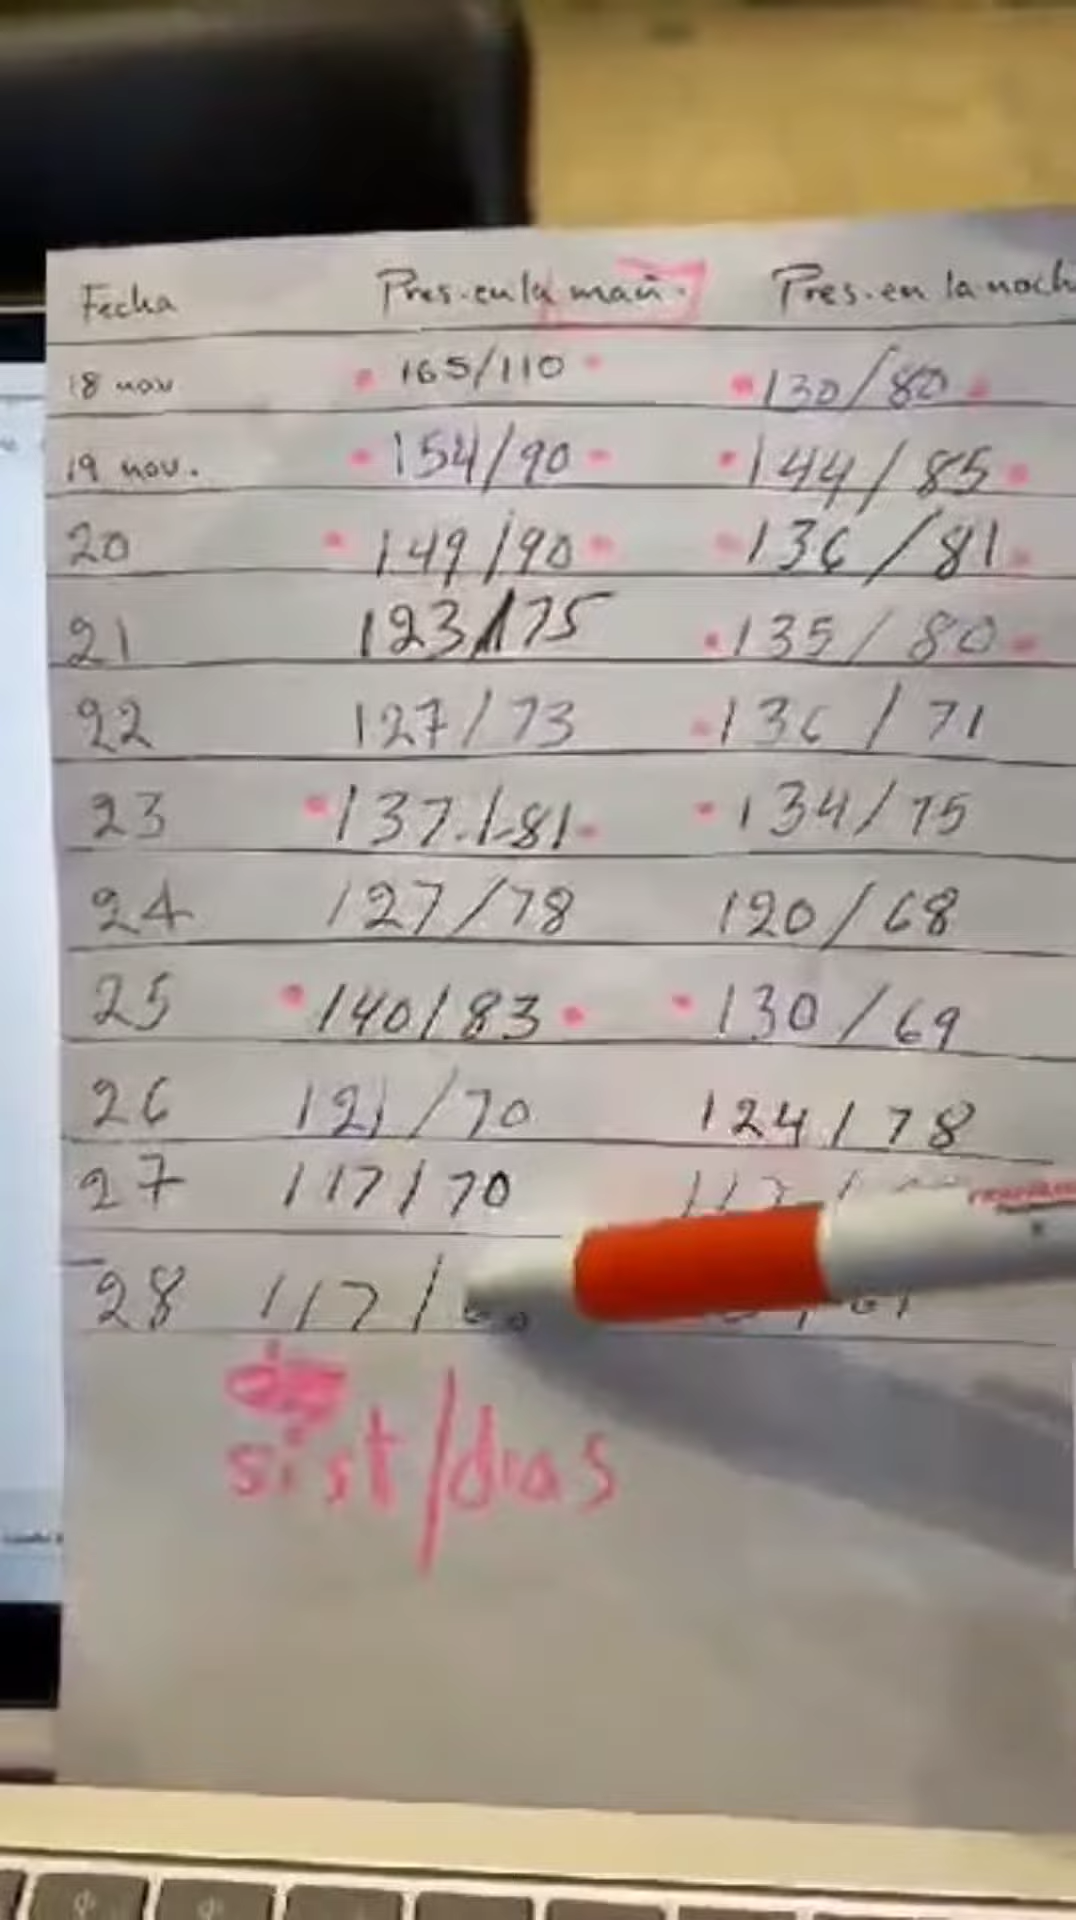 Fecha Pres. en la mañ. Pres. en la noch
18 nov 165/110 130/80
19 nov. 154/90 144/85
20 149/90 136/81
21 123/75 135/80
22 127/73 136/71
23 137/81 134/75
24 127/78 120/68
25 140/83 130/69
26 121/70 124/78
27 117/70 117/
28 117/
sist/dias